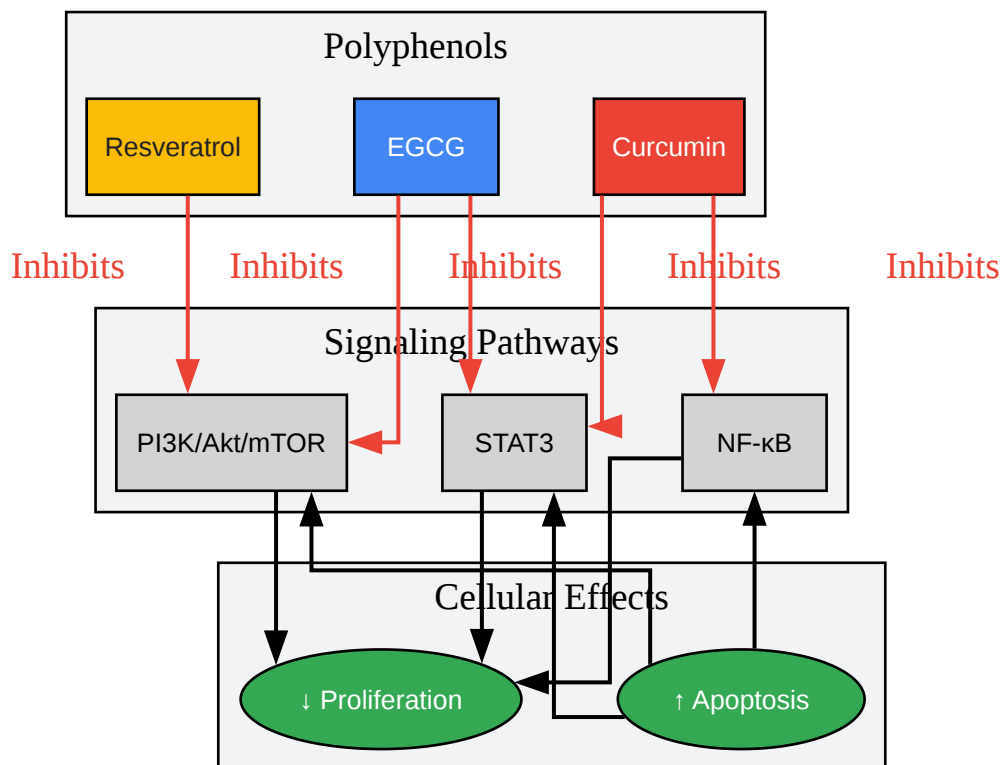 Polyphenols
Resveratrol
EGCG
Curcumin
Inhibits
Inhibits
Inhibits
Inhibits
Inhibits
Signaling Pathways
PI3K/Akt/mTOR
STAT3
NF-κB
Cellular Effects
↓ Proliferation
↑ Apoptosis